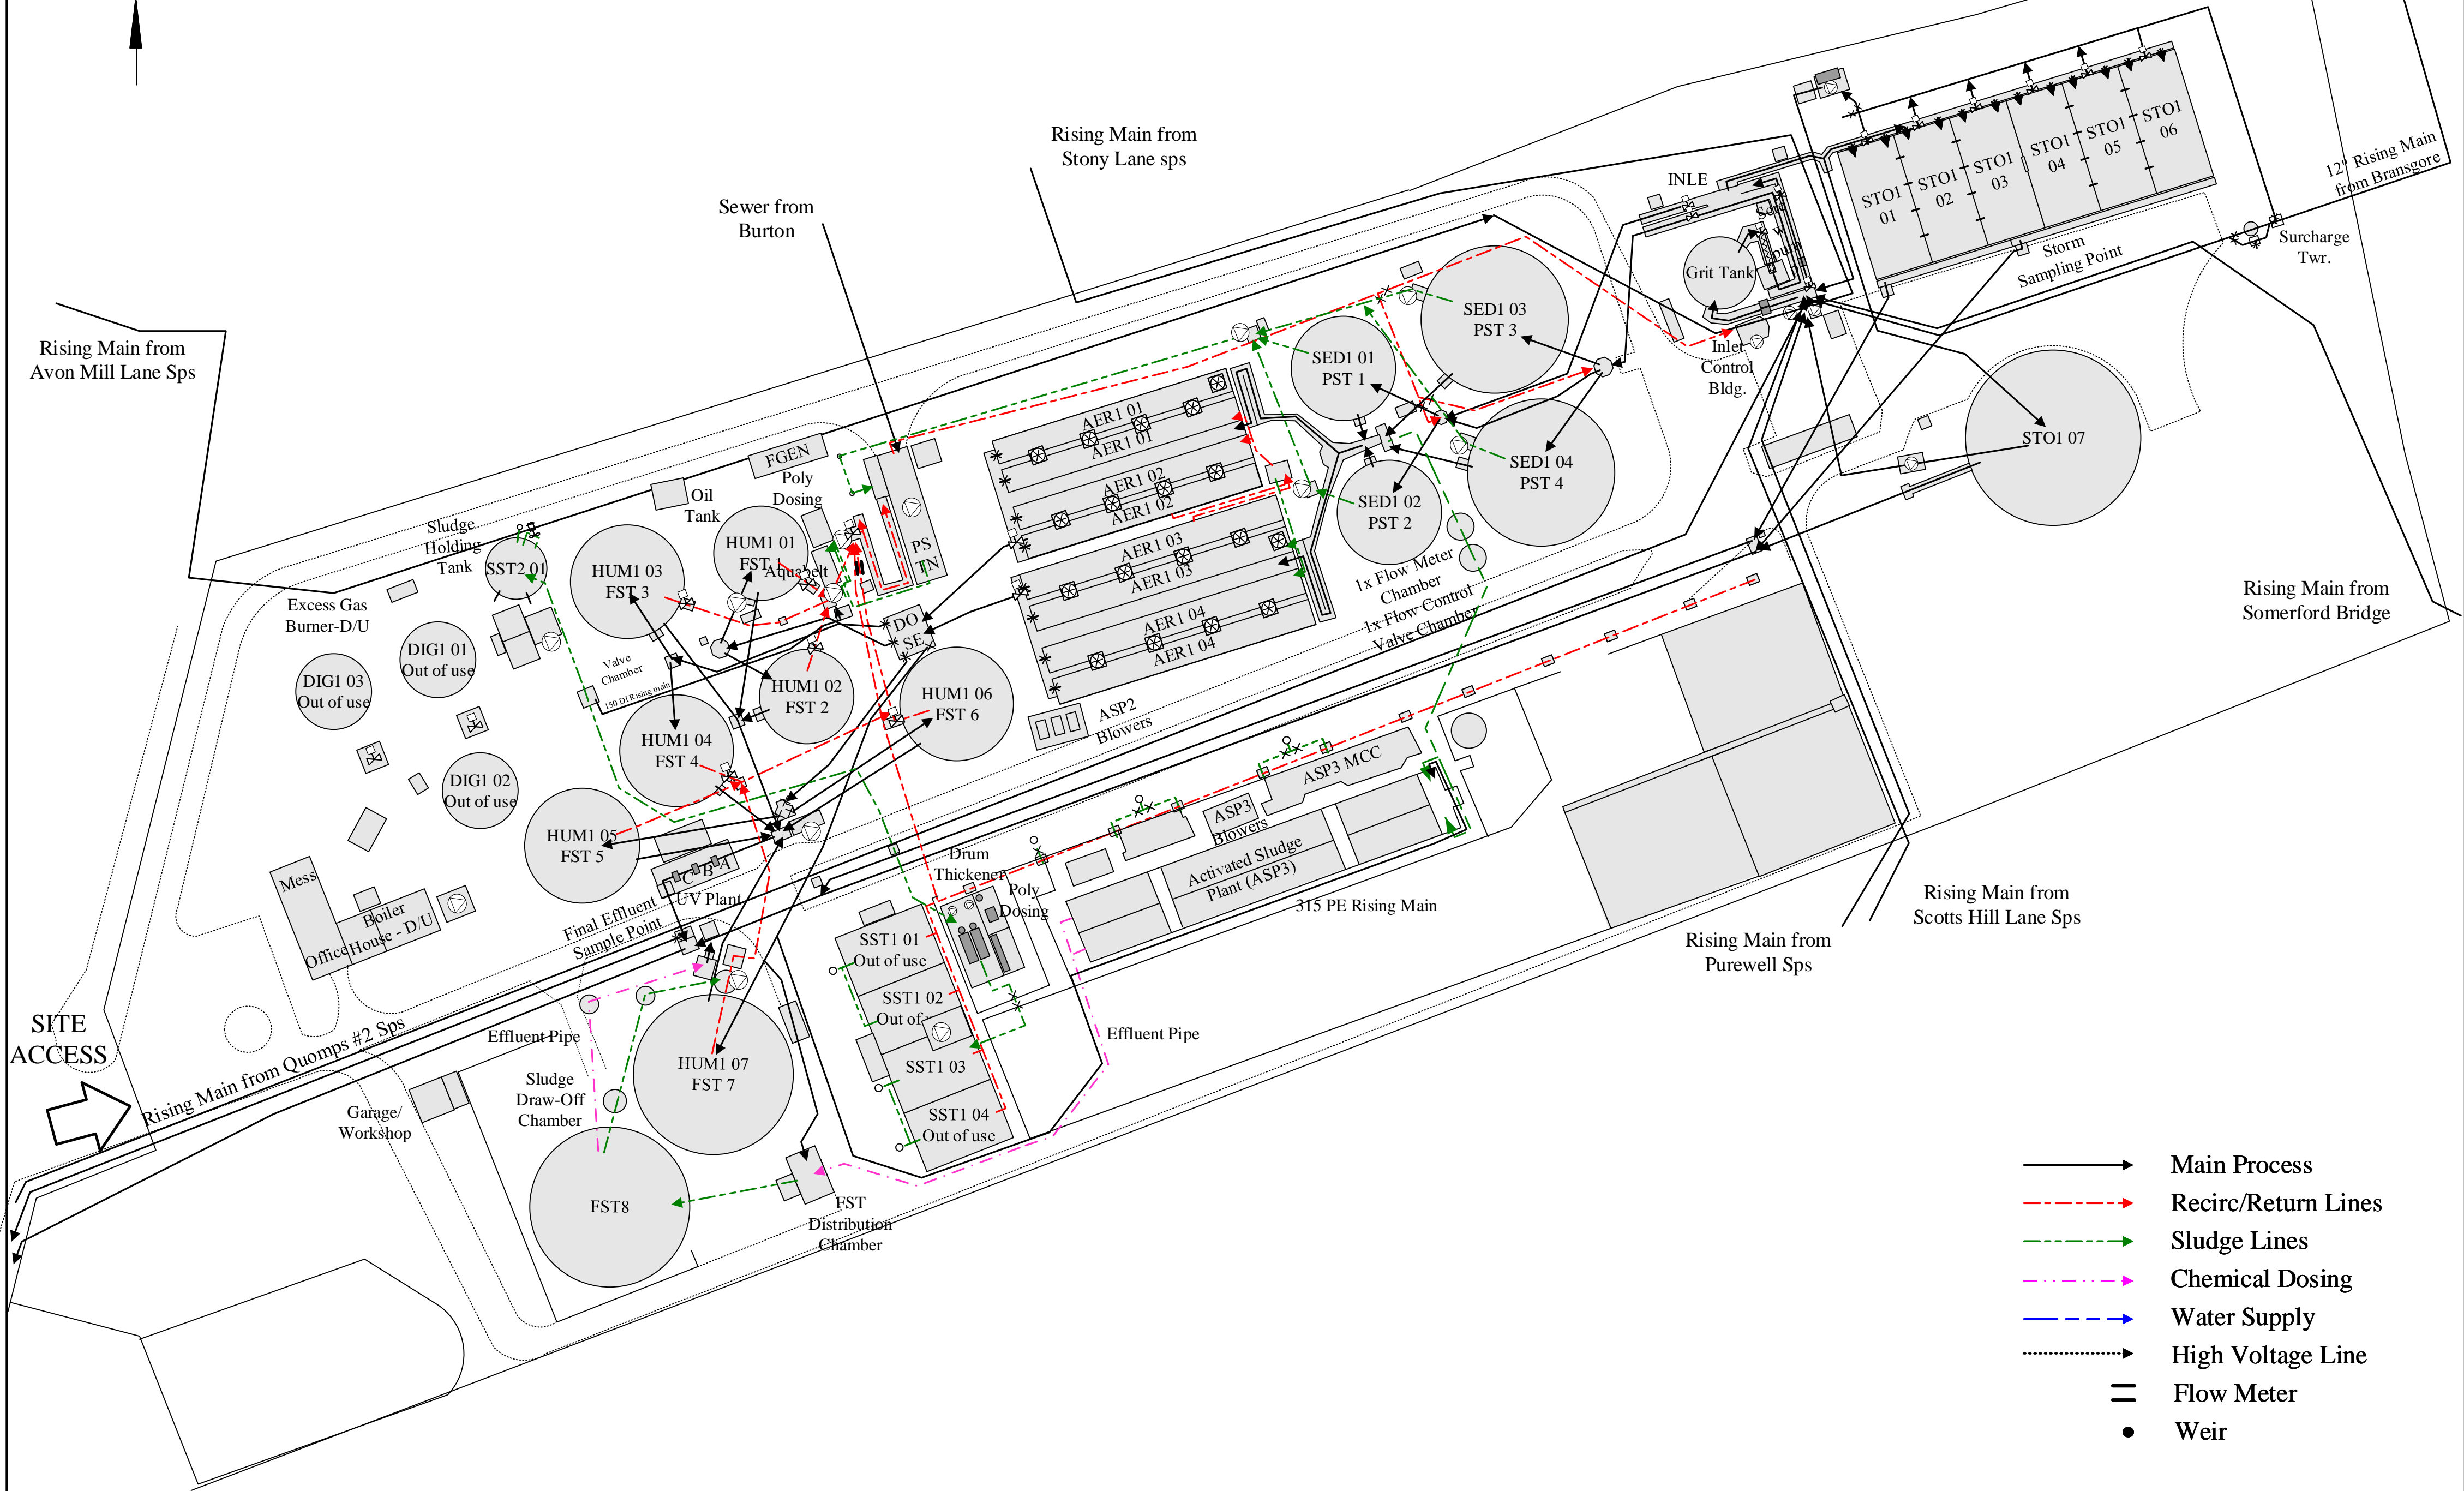 Rising Main from
Stony Lane sps
Sewer from
Burton
Rising Main from
Avon Mill Lane Sps
INLE
Grit Tank
Inlet
Control
Bldg.
STO1
01
STO1
02
STO1
03
STO1
04
STO1
05
STO1
06
12" Rising Main
from Bransgore
Surcharge
Twr.
Storm
Sampling Point
STO1 07
SED1 03
PST 3
SED1 01
PST 1
SED1 04
PST 4
SED1 02
PST 2
1x Flow Meter
Chamber
1x Flow Control
Valve Chamber
AER1 01
AER1 01
AER1 02
AER1 02
AER1 03
AER1 03
AER1 04
AER1 04
FGEN
Poly
Dosing
Oil
Tank
PS
TN
Sludge
Holding
Tank
SST2 01
HUM1 03
FST 3
HUM1 01
FST 1
Aquabelt
DO
SE
Excess Gas
Burner-D/U
DIG1 01
Out of use
DIG1 03
Out of use
DIG1 02
Out of use
Valve
Chamber
150 DI Rising main
HUM1 02
FST 2
HUM1 06
FST 6
HUM1 04
FST 4
HUM1 05
FST 5
ASP2
Blowers
ASP3 MCC
ASP3
Blowers
Activated Sludge
Plant (ASP3)
315 PE Rising Main
Drum
Thickener
Poly
Dosing
C B A
UV Plant
Final Effluent
Sample Point
Mess
Office
Boiler
House - D/U
SST1 01
Out of use
SST1 02
Out of
SST1 03
SST1 04
Out of use
Effluent Pipe
Effluent Pipe
SITE
ACCESS
Rising Main from Quomps #2 Sps
Garage/
Workshop
Sludge
Draw-Off
Chamber
HUM1 07
FST 7
FST8
FST
Distribution
Chamber
Rising Main from
Somerford Bridge
Rising Main from
Scotts Hill Lane Sps
Rising Main from
Purewell Sps
Main Process
Recirc/Return Lines
Sludge Lines
Chemical Dosing
Water Supply
High Voltage Line
Flow Meter
Weir